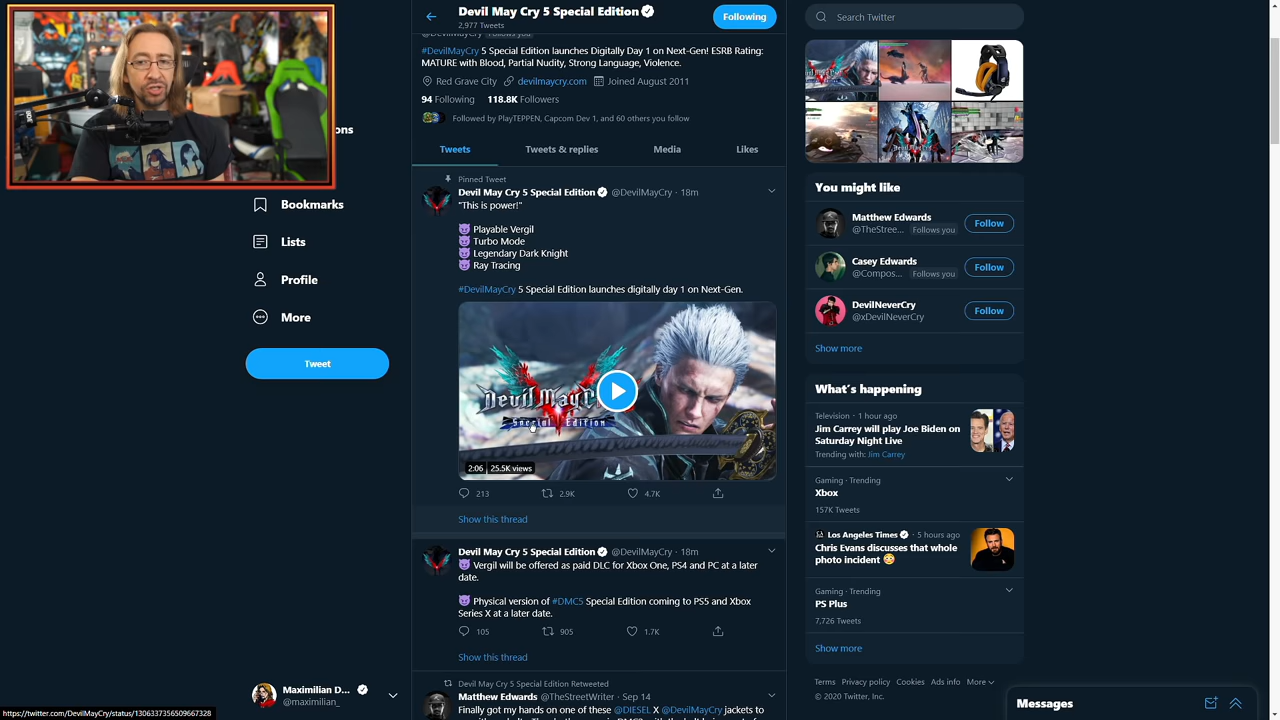 Devil May Cry 5 Special Edition
2,977 Tweets
Following
Search Twitter
#DevilMayCry 5 Special Edition launches Digitally Day 1 on Next-Gen! ESRB Rating:
MATURE with Blood, Partial Nudity, Strong Language, Violence.
Red Grave City devilmaycry.com Joined August 2011
94 Following 118.8K Followers
Followed by PlayTEPPEN, Capcom Dev 1, and 60 others you follow
Tweets Tweets & replies Media Likes
ons
Bookmarks
Lists
Profile
More
Tweet
Pinned Tweet
Devil May Cry 5 Special Edition @DevilMayCry · 18m
"This is power!"
😈 Playable Vergil
😈 Turbo Mode
😈 Legendary Dark Knight
😈 Ray Tracing
#DevilMayCry 5 Special Edition launches digitally day 1 on Next-Gen.
Devil May Cry
Special Edition
2:06 25.5K views
213 2.9K 4.7K
Show this thread
Devil May Cry 5 Special Edition @DevilMayCry · 18m
😈 Vergil will be offered as paid DLC for Xbox One, PS4 and PC at a later
date.
😈 Physical version of #DMC5 Special Edition coming to PS5 and Xbox
Series X at a later date.
105 905 1.7K
Show this thread
Devil May Cry 5 Special Edition Retweeted
Matthew Edwards @TheStreetWriter · Sep 14
Finally got my hands on one of these @DIESEL X @DevilMayCry jackets to
You might like
Matthew Edwards
@TheStree... Follows you
Follow
Casey Edwards
@Compos... Follows you
Follow
DevilNeverCry
@xDevilNeverCry
Follow
Show more
What's happening
Television · 1 hour ago
Jim Carrey will play Joe Biden on
Saturday Night Live
Trending with: Jim Carrey
Gaming · Trending
Xbox
157K Tweets
Los Angeles Times · 5 hours ago
Chris Evans discusses that whole
photo incident 😳
Gaming · Trending
PS Plus
7,726 Tweets
Show more
Terms Privacy policy Cookies Ads info More
© 2020 Twitter, Inc.
Messages
Maximilian D...
@maximilian_
https://twitter.com/DevilMayCry/status/1306337356509667328